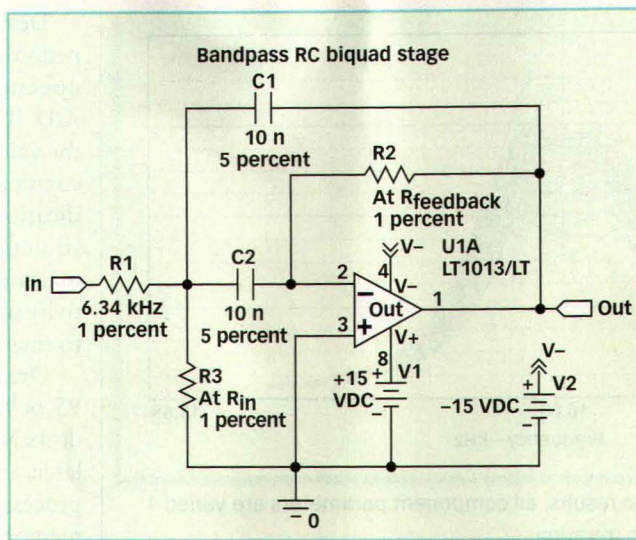 Bandpass RC biquad stage
C1
10 n
5 percent
R2
At Rfeedback
1 percent
V–
U1A
LT1013/LT
R1
In
6.34 kHz
1 percent
C2
10 n
5 percent
2
–
4
V–
Out
1
Out
3
+
V+
8
R3
At Rin
1 percent
+15
VDC
+
V1
–
V–
+
V2
–15 VDC
–
0